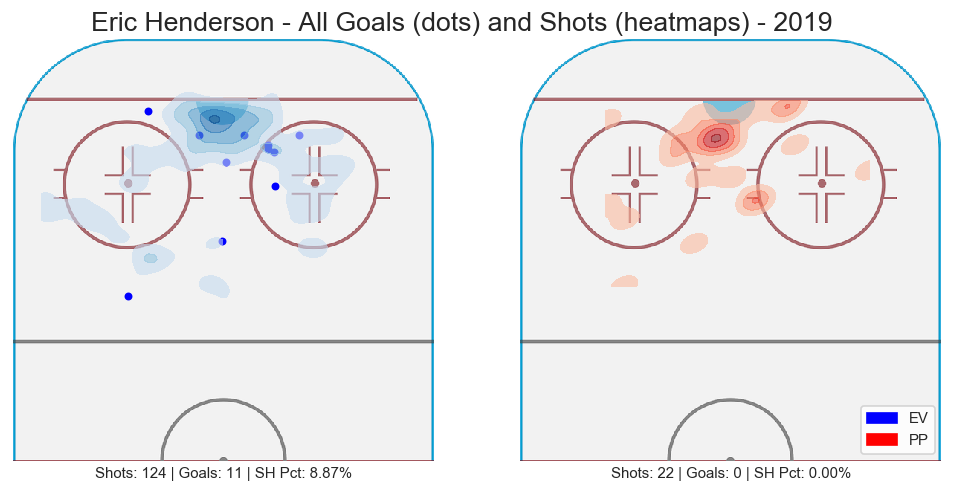 Eric Henderson - All Goals (dots) and Shots (heatmaps) - 2019
EV
PP
Shots: 124 | Goals: 11 | SH Pct: 8.87%
Shots: 22 | Goals: 0 | SH Pct: 0.00%